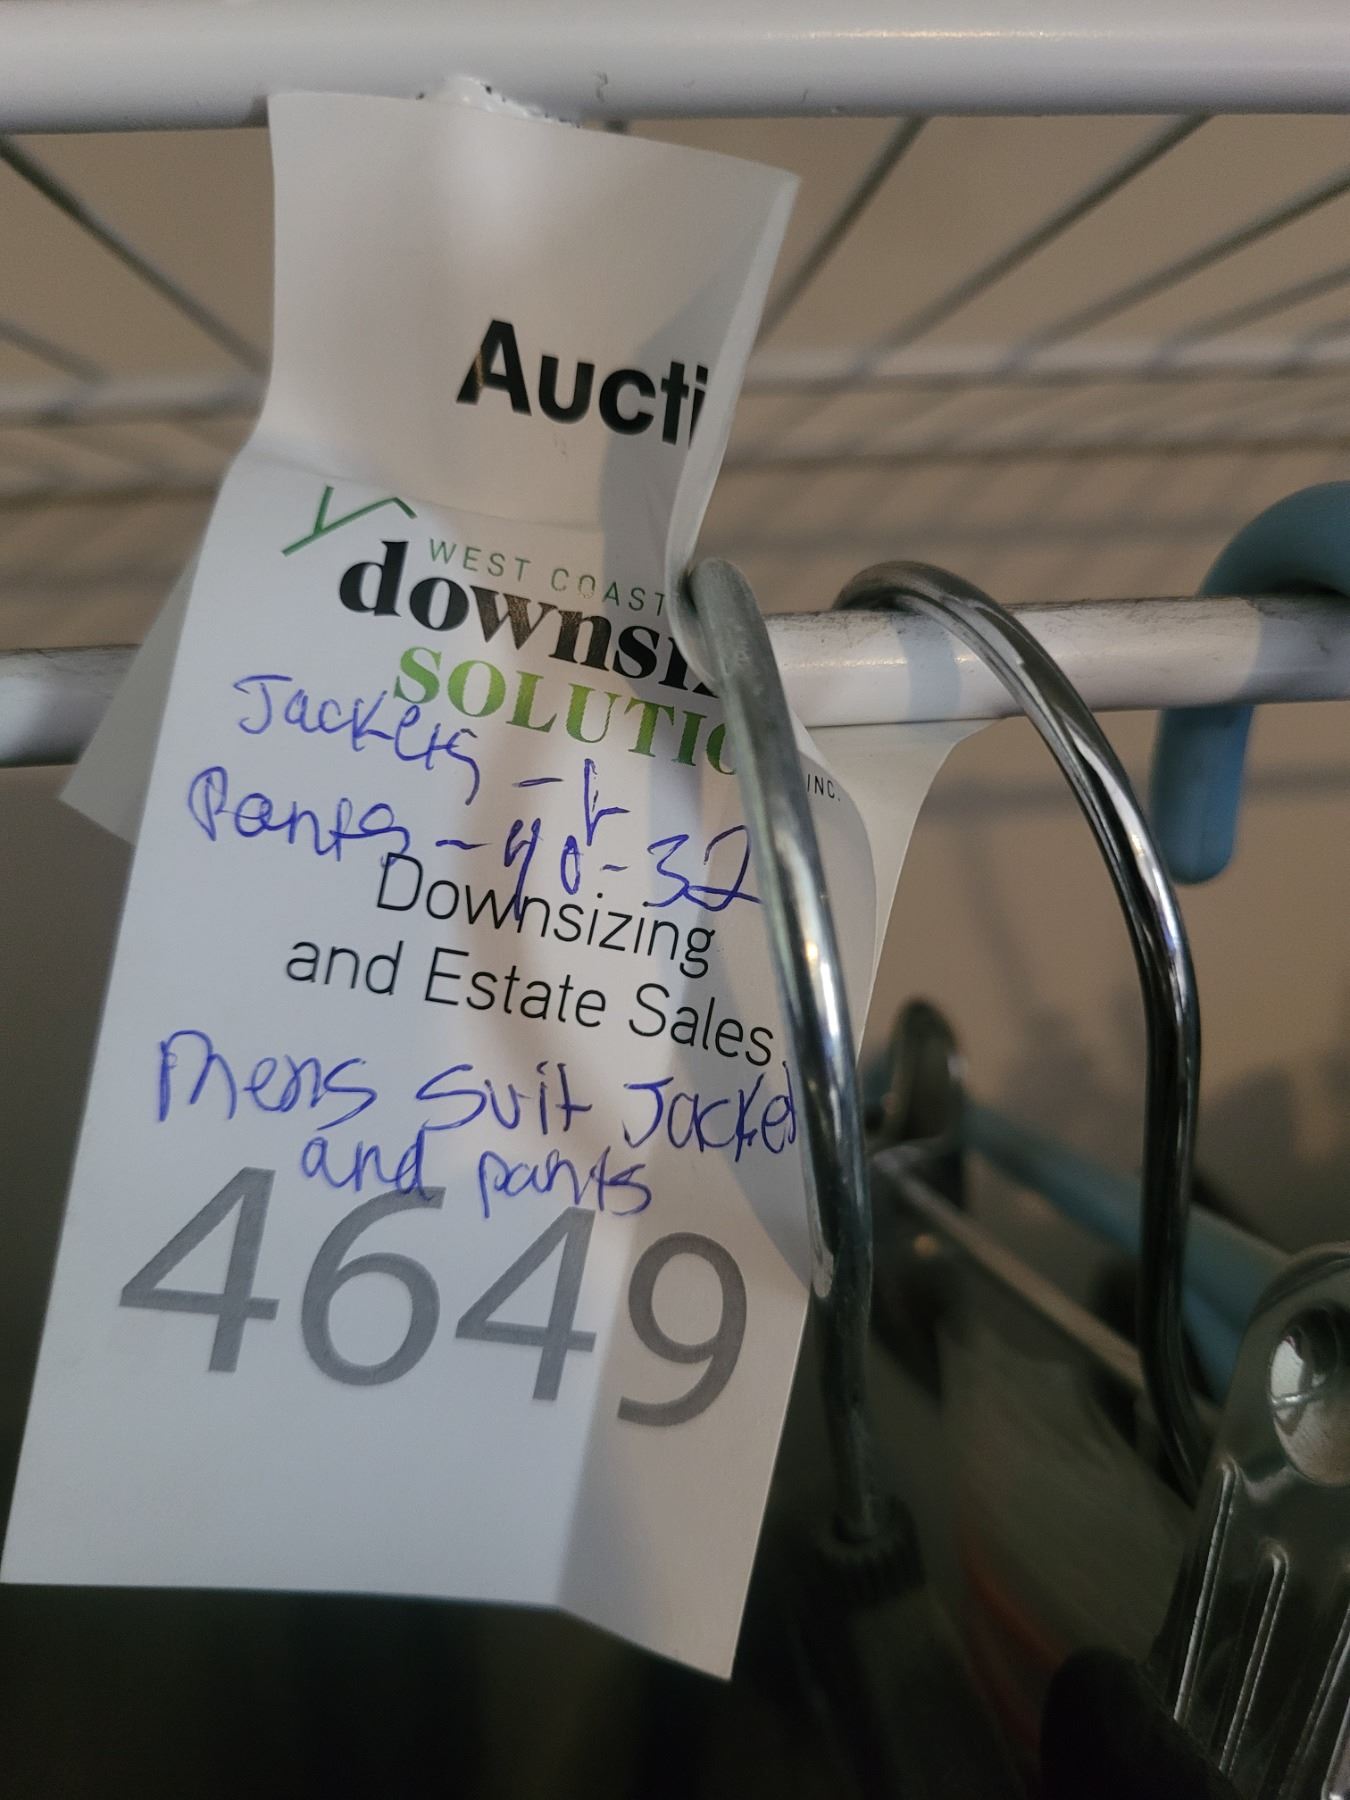 Aucti
WEST COAST
downsi
SOLUTIO
INC.
Jackets - L
Pants - 40-32
Downsizing
and Estate Sales.
Mens Suit Jacket
and pants
4649